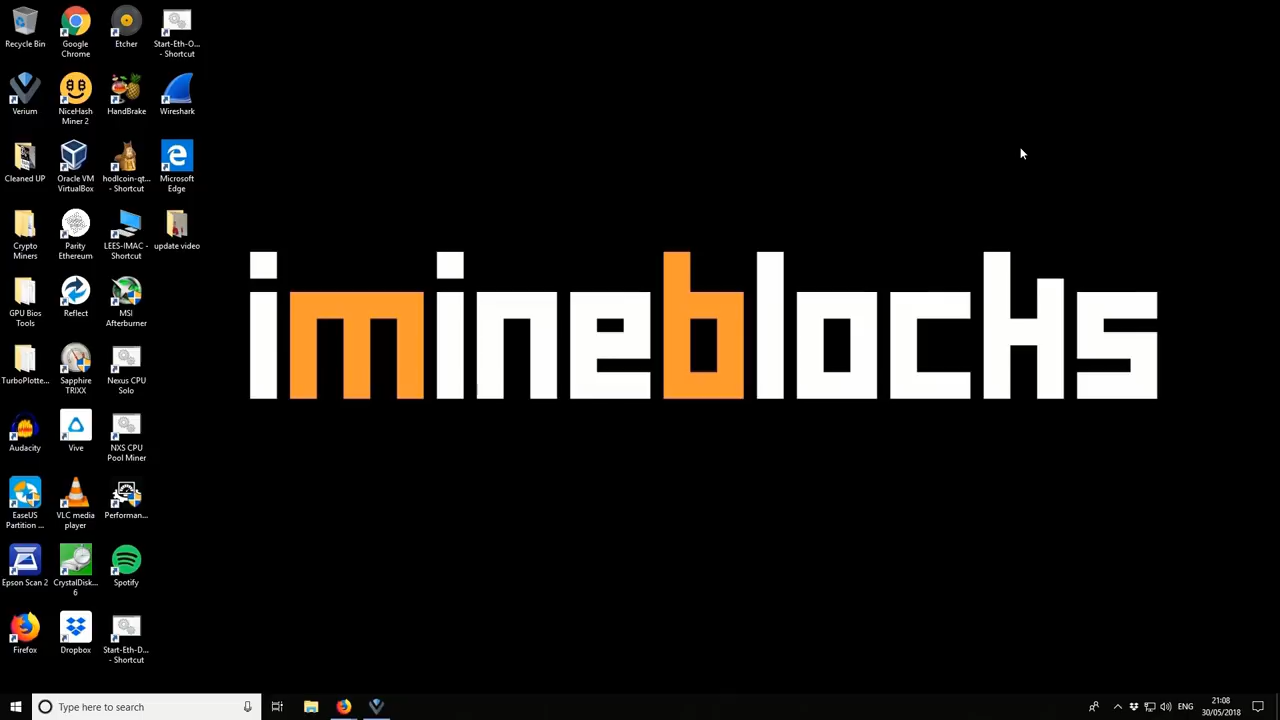 Recycle Bin
Google
Chrome
Etcher
Start-Eth-O...
- Shortcut
Verium
NiceHash
Miner 2
HandBrake
Wireshark
Cleaned UP
Oracle VM
VirtualBox
hodlcoin-qt...
- Shortcut
Microsoft
Edge
Crypto
Miners
Parity
Ethereum
LEES-IMAC -
Shortcut
update video
GPU Bios
Tools
Reflect
MSI
Afterburner
TurboPlotte...
Sapphire
TRIXX
Nexus CPU
Solo
Audacity
Vive
NXS CPU
Pool Miner
EaseUS
Partition ...
VLC media
player
Performan...
Epson Scan 2
CrystalDisk...
6
Spotify
Firefox
Dropbox
Start-Eth-D...
- Shortcut
imineblocks
Type here to search
ENG
21:08
30/05/2018